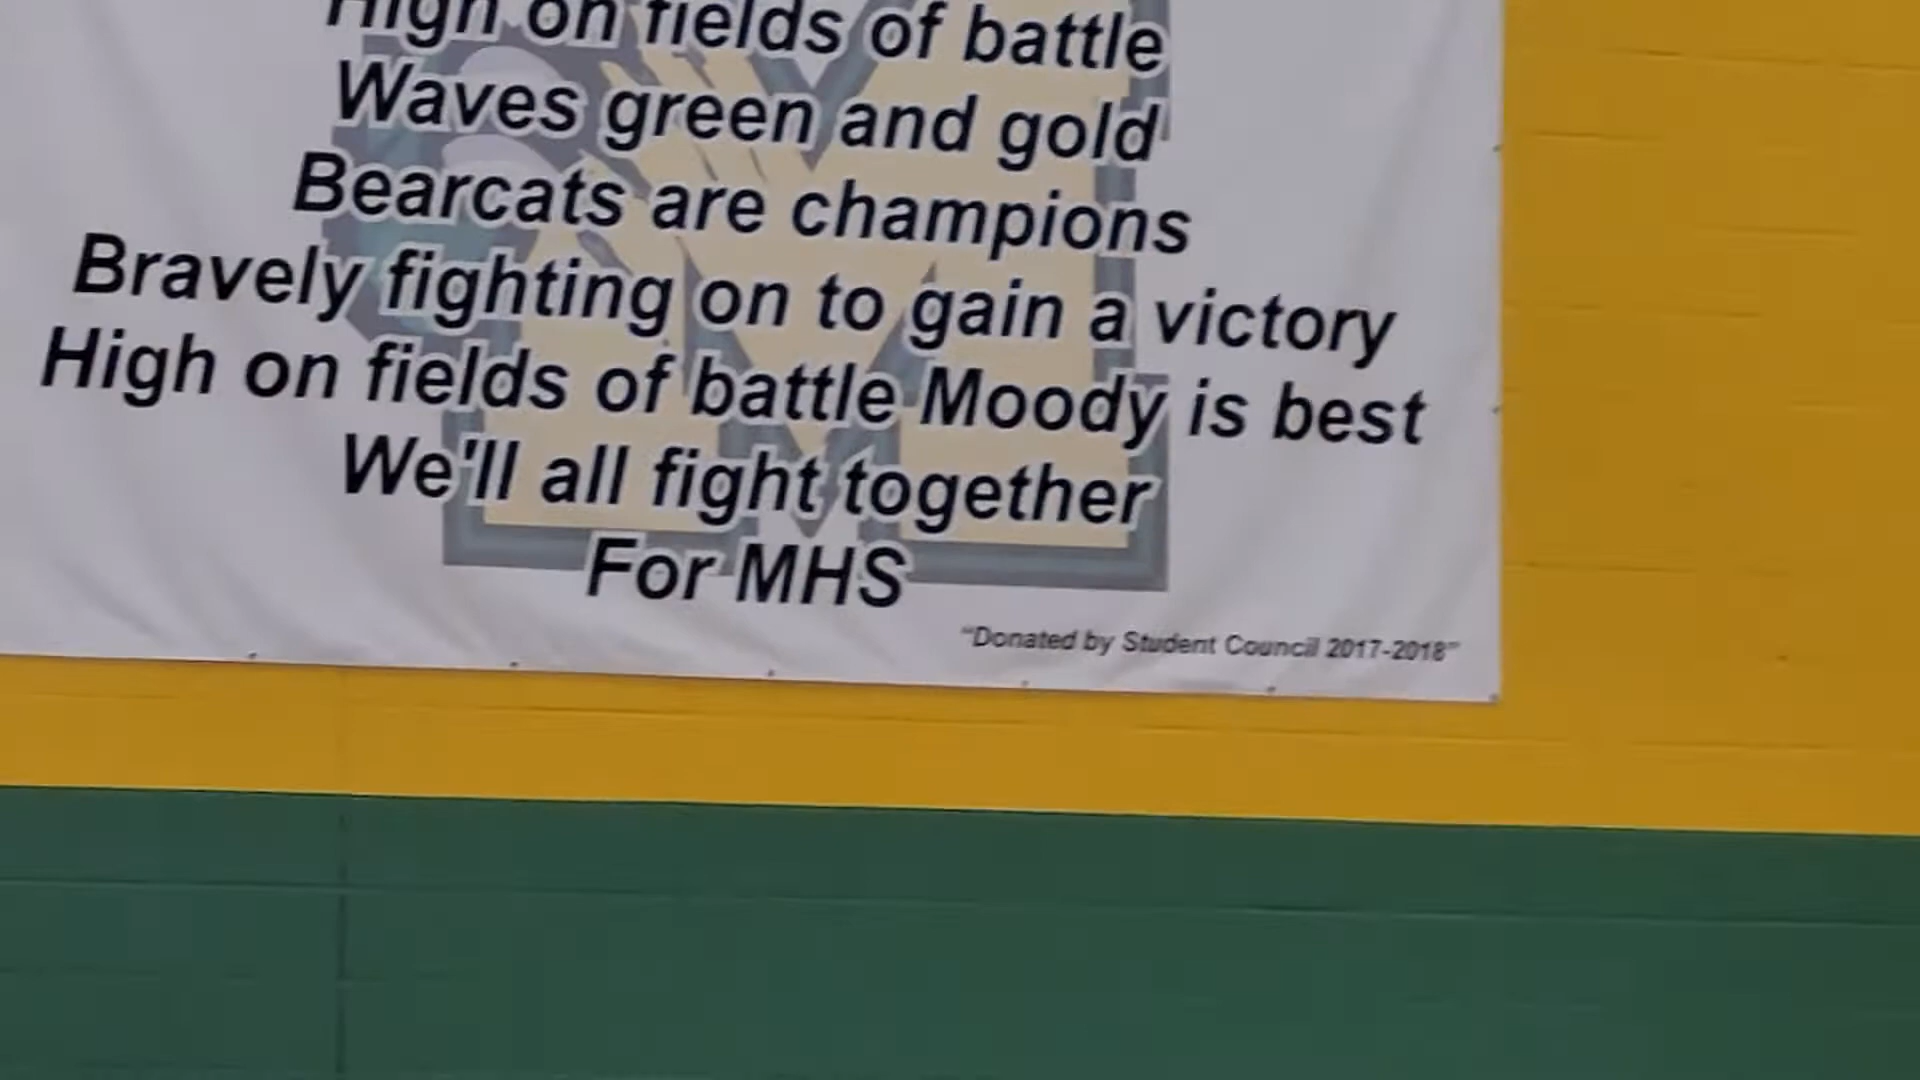 High on fields of battle
Waves green and gold
Bearcats are champions
Bravely fighting on to gain a victory
High on fields of battle Moody is best
We'll all fight together
For MHS
"Donated by Student Council 2017-2018"